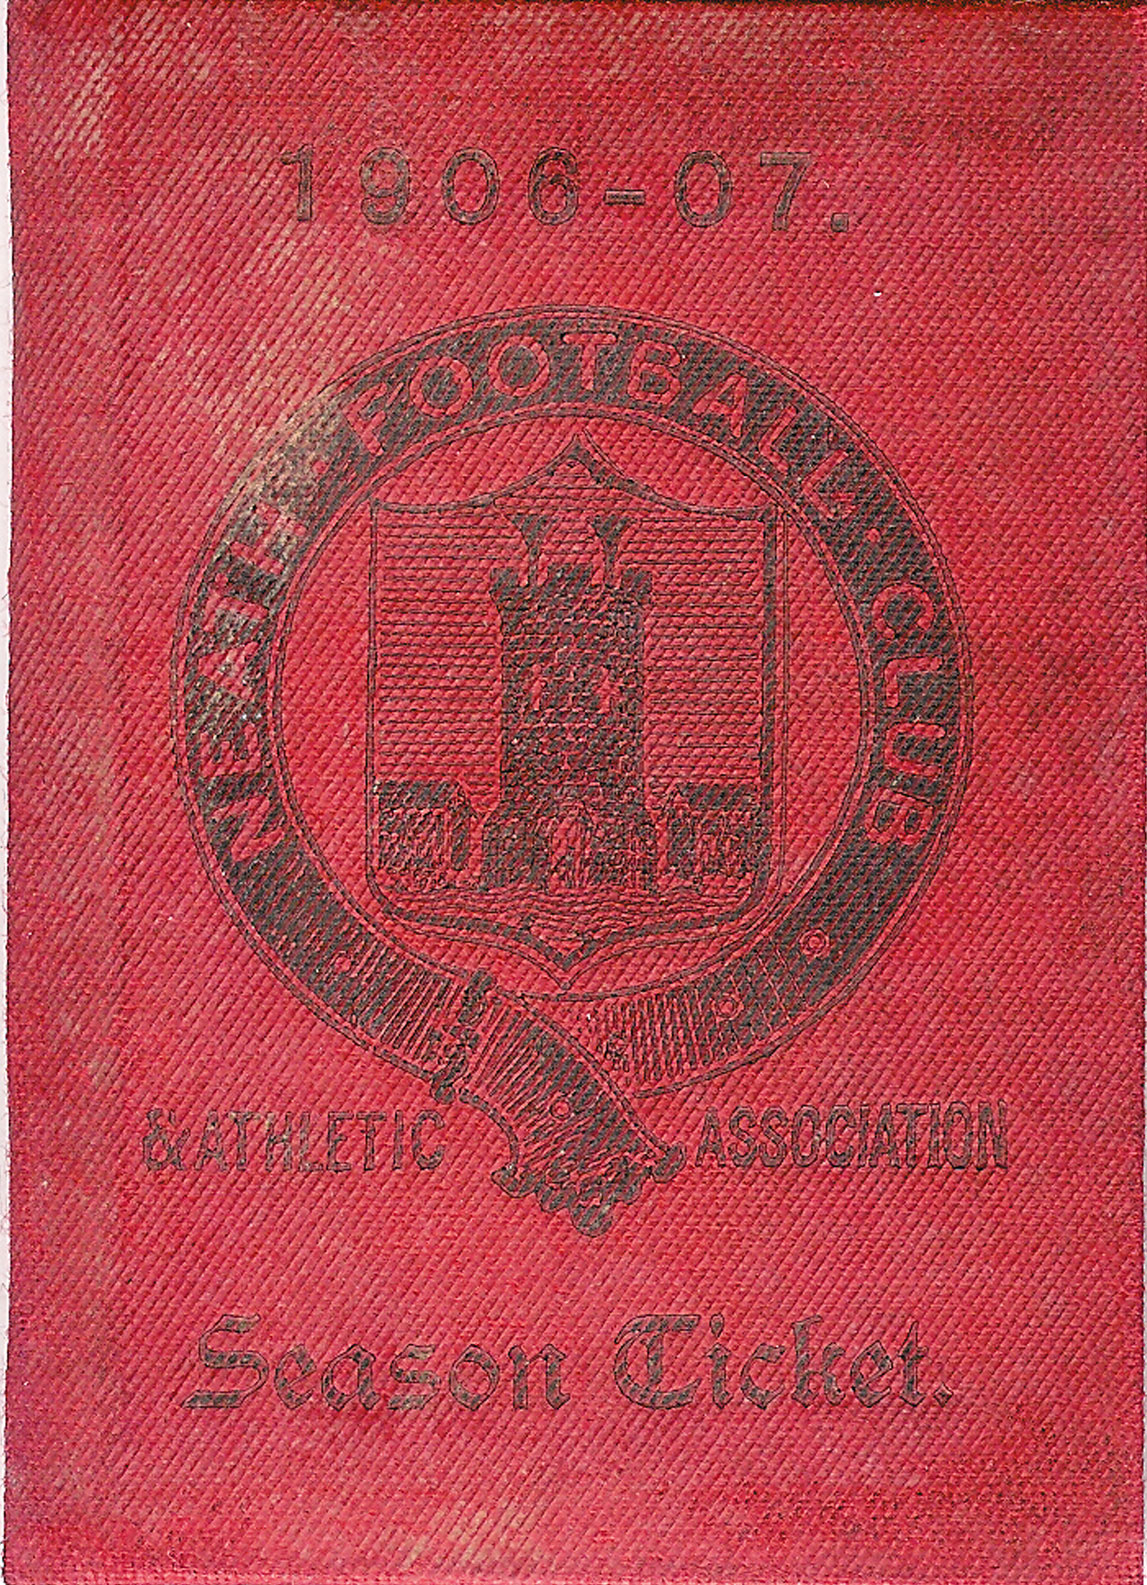 1906-07.
NEATH FOOTBALL CLUB
& ATHLETIC ASSOCIATION
Season Ticket.